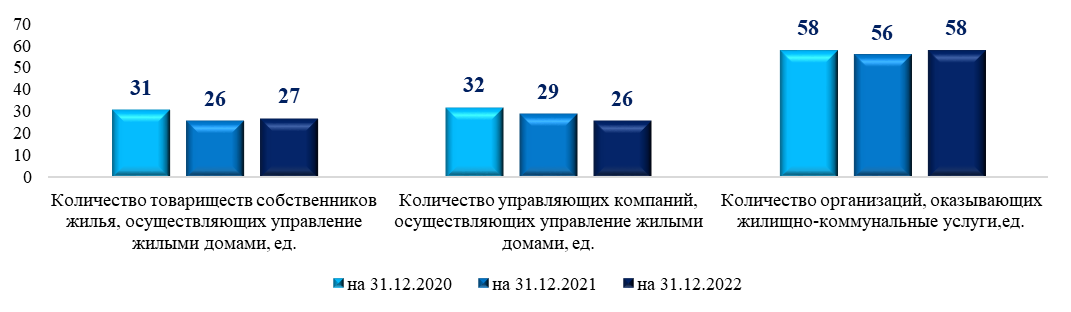 70
60
50
40
30
20
10
0
31
26
27
32
29
26
58
56
58
Количество товариществ собственников
жилья, осуществляющих управление
жилыми домами, ед.
Количество управляющих компаний,
осуществляющих управление жилыми
домами, ед.
Количество организаций, оказывающих
жилищно-коммунальные услуги,ед.
на 31.12.2020
на 31.12.2021
на 31.12.2022